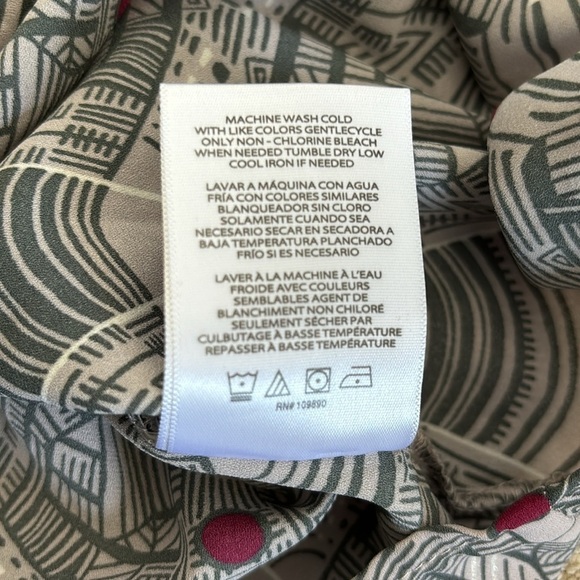 MACHINE WASH COLD
WITH LIKE COLORS GENTLECYCLE
ONLY NON - CHLORINE BLEACH
WHEN NEEDED TUMBLE DRY LOW
COOL IRON IF NEEDED
LAVAR A MÁQUINA CON AGUA
FRÍA CON COLORES SIMILARES
BLANQUEADOR SIN CLORO
SOLAMENTE CUANDO SEA
NECESARIO SECAR EN SECADORA A
BAJA TEMPERATURA PLANCHADO
FRÍO SI ES NECESARIO
LAVER À LA MACHINE À L'EAU
FROIDE AVEC COULEURS
SEMBLABLES AGENT DE
BLANCHIMENT NON CHLORÉ
SEULEMENT SÉCHER PAR
CULBUTAGE À BASSE TEMPÉRATURE
REPASSER À BASSE TEMPÉRATURE
RN# 109890